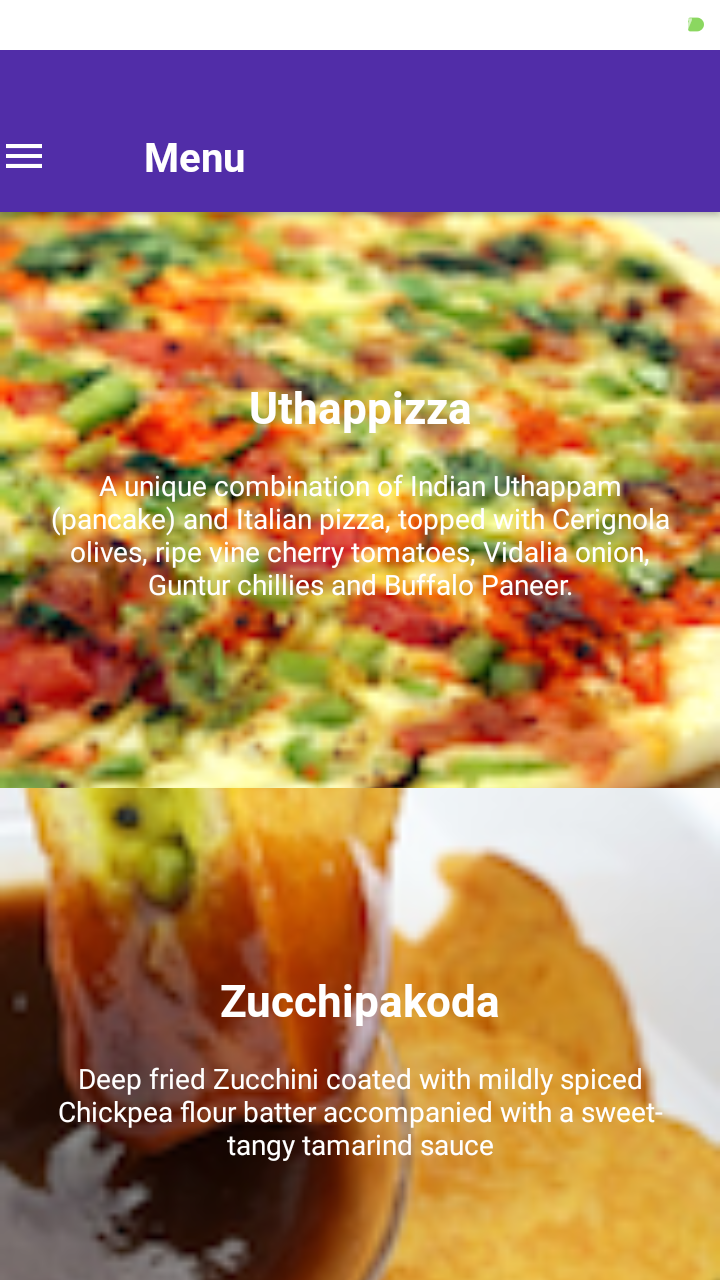 Menu
Uthappizza
A unique combination of Indian Uthappam
(pancake) and Italian pizza, topped with Cerignola
olives, ripe vine cherry tomatoes, Vidalia onion,
Guntur chillies and Buffalo Paneer.
Zucchipakoda
Deep fried Zucchini coated with mildly spiced
Chickpea flour batter accompanied with a sweet-
tangy tamarind sauce